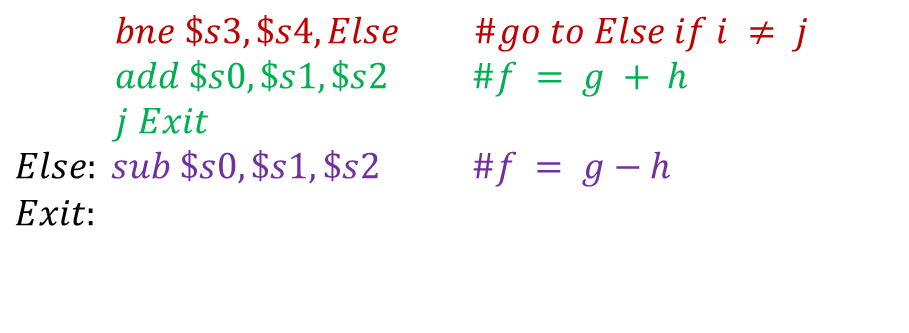 bne $s3, $s4, Else #go to Else if i ≠ j
add $s0, $s1, $s2 #f = g + h
j Exit
Else: sub $s0, $s1, $s2 #f = g − h
Exit: